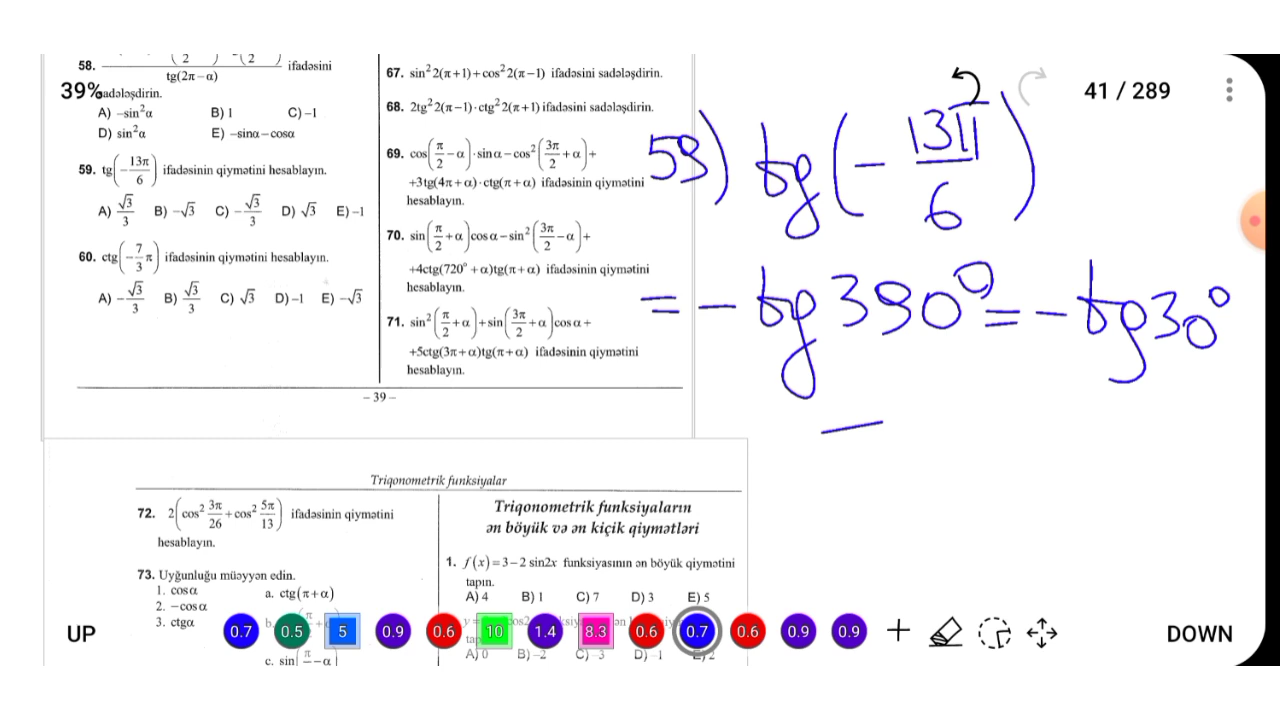 58. (2) -(2) / tg(2π-α) ifadəsini
39% sadələşdirin.
A) -sin²α B) 1 C) -1
D) sin²α E) -sinα-cosα
59. tg(-13π/6) ifadəsinin qiymətini hesablayın.
A) √3/3 B) -√3 C) -√3/3 D) √3 E) -1
60. ctg(-7/3 π) ifadəsinin qiymətini hesablayın.
A) -√3/3 B) √3/3 C) √3 D) -1 E) -√3
67. sin²2(π+1)+cos²2(π-1) ifadəsini sadələşdirin.
68. 2tg²2(π-1)·ctg²2(π+1) ifadəsini sadələşdirin.
69. cos(π/2-α)·sinα-cos²(3π/2+α)+
+3tg(4π+α)·ctg(π+α) ifadəsinin qiymətini
hesablayın.
70. sin(π/2+α)cosα-sin²(3π/2-α)+
+4ctg(720°+α)tg(π+α) ifadəsinin qiymətini
hesablayın.
71. sin²(π/2+α)+sin(3π/2+α)cosα+
+5ctg(3π+α)tg(π+α) ifadəsinin qiymətini
hesablayın.
- 39 -
41 / 289
59) tg(-13π/6)
= - tg390° = - tg30°
Triqonometrik funksiyalar
72. 2(cos² 3π/26 + cos² 5π/13) ifadəsinin qiymətini
hesablayın.
73. Uyğunluğu müəyyən edin.
1. cosα a. ctg(π+α)
2. -cosα
3. ctgα b.
c. sin(π/2-α)
Triqonometrik funksiyaların
ən böyük və ən kiçik qiymətləri
1. f(x)=3-2 sin2x funksiyasının ən böyük qiymətini
tapın.
A) 4 B) 1 C) 7 D) 3 E) 5
A) 0 B) -2 C) -3 D) -1 E) 2
UP 0.7 0.5 5 0.9 0.6 10 1.4 8.3 0.6 0.7 0.6 0.9 0.9 + DOWN